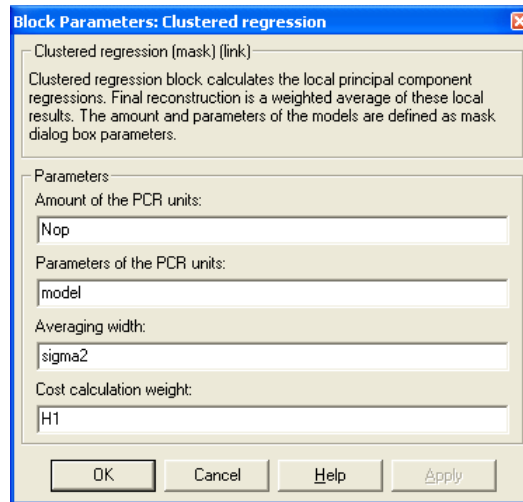 Block Parameters: Clustered regression
Clustered regression (mask) (link)
Clustered regression block calculates the local principal component
regressions. Final reconstruction is a weighted average of these local
results. The amount and parameters of the models are defined as mask
dialog box parameters.
Parameters
Amount of the PCR units:
Nop
Parameters of the PCR units:
model
Averaging width:
sigma2
Cost calculation weight:
H1
OK Cancel Help Apply